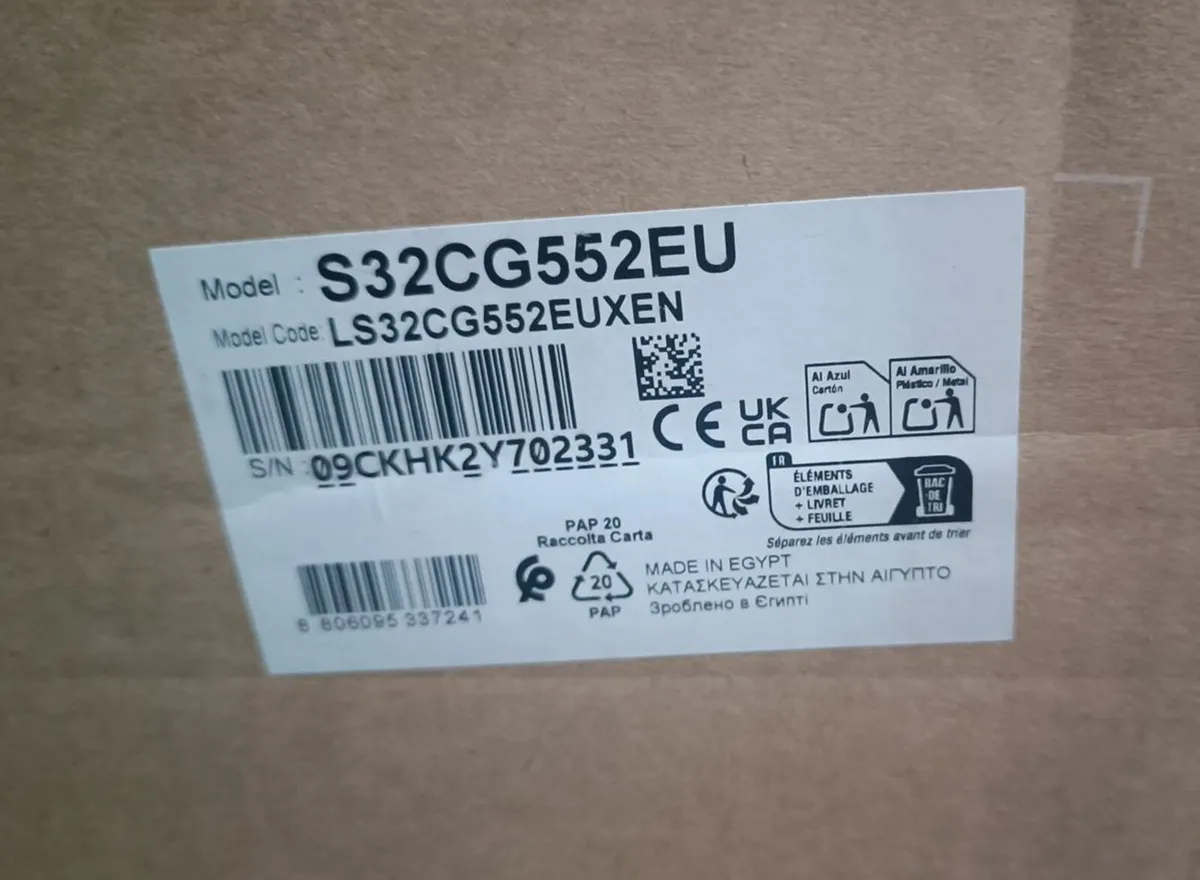 Model : S32CG552EU
Model Code: LS32CG552EUXEN
S/N :09CKHK2Y702331
CE UK CA
Al Azul
Cartón
Al Amarillo
Plástico / Metal
FR
ÉLÉMENTS
D'EMBALLAGE
+ LIVRET
+ FEUILLE
BAC
DE
TRI
Séparez les éléments avant de trier
PAP 20
Raccolta Carta
20
PAP
MADE IN EGYPT
ΚΑΤΑΣΚΕΥΑΖΕΤΑΙ ΣΤΗΝ ΑΙΓΥΠΤΟ
Зроблено в Єгипті
8 806095 337241